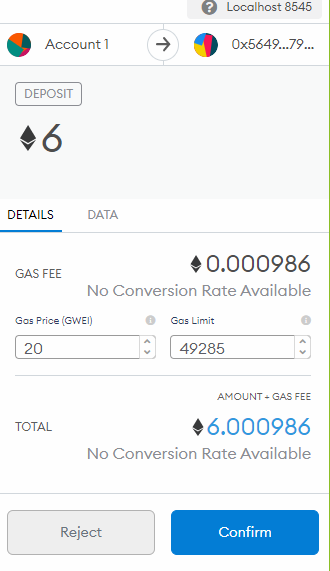 Localhost 8545
Account 1
0x5649...79...
DEPOSIT
6
DETAILS
DATA
GAS FEE
0.000986
No Conversion Rate Available
Gas Price (GWEI)
Gas Limit
20
49285
AMOUNT + GAS FEE
TOTAL
6.000986
No Conversion Rate Available
Reject
Confirm